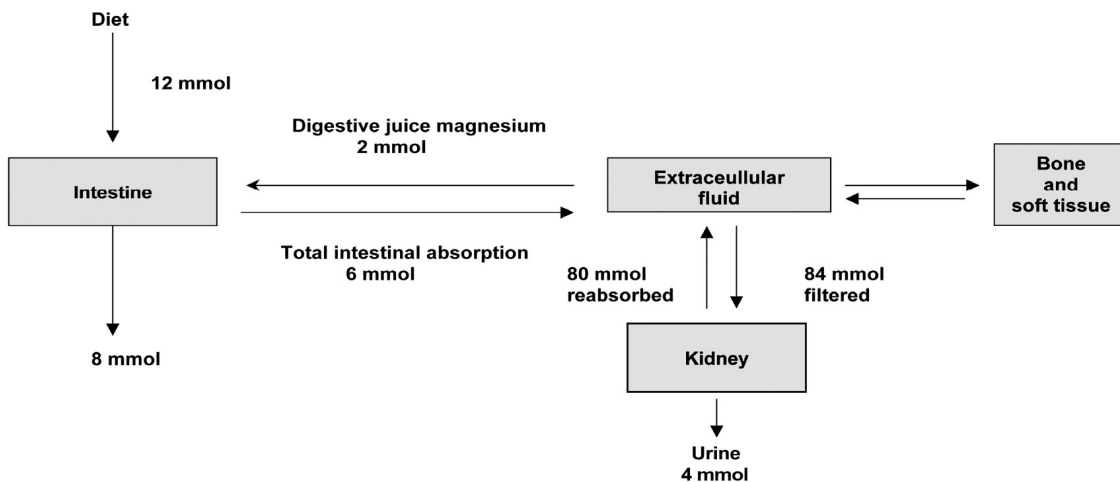 Diet
12 mmol
Digestive juice magnesium
2 mmol
Intestine
Extraceullular
fluid
Bone
and
soft tissue
Total intestinal absorption
6 mmol
80 mmol
reabsorbed
84 mmol
filtered
8 mmol
Kidney
Urine
4 mmol